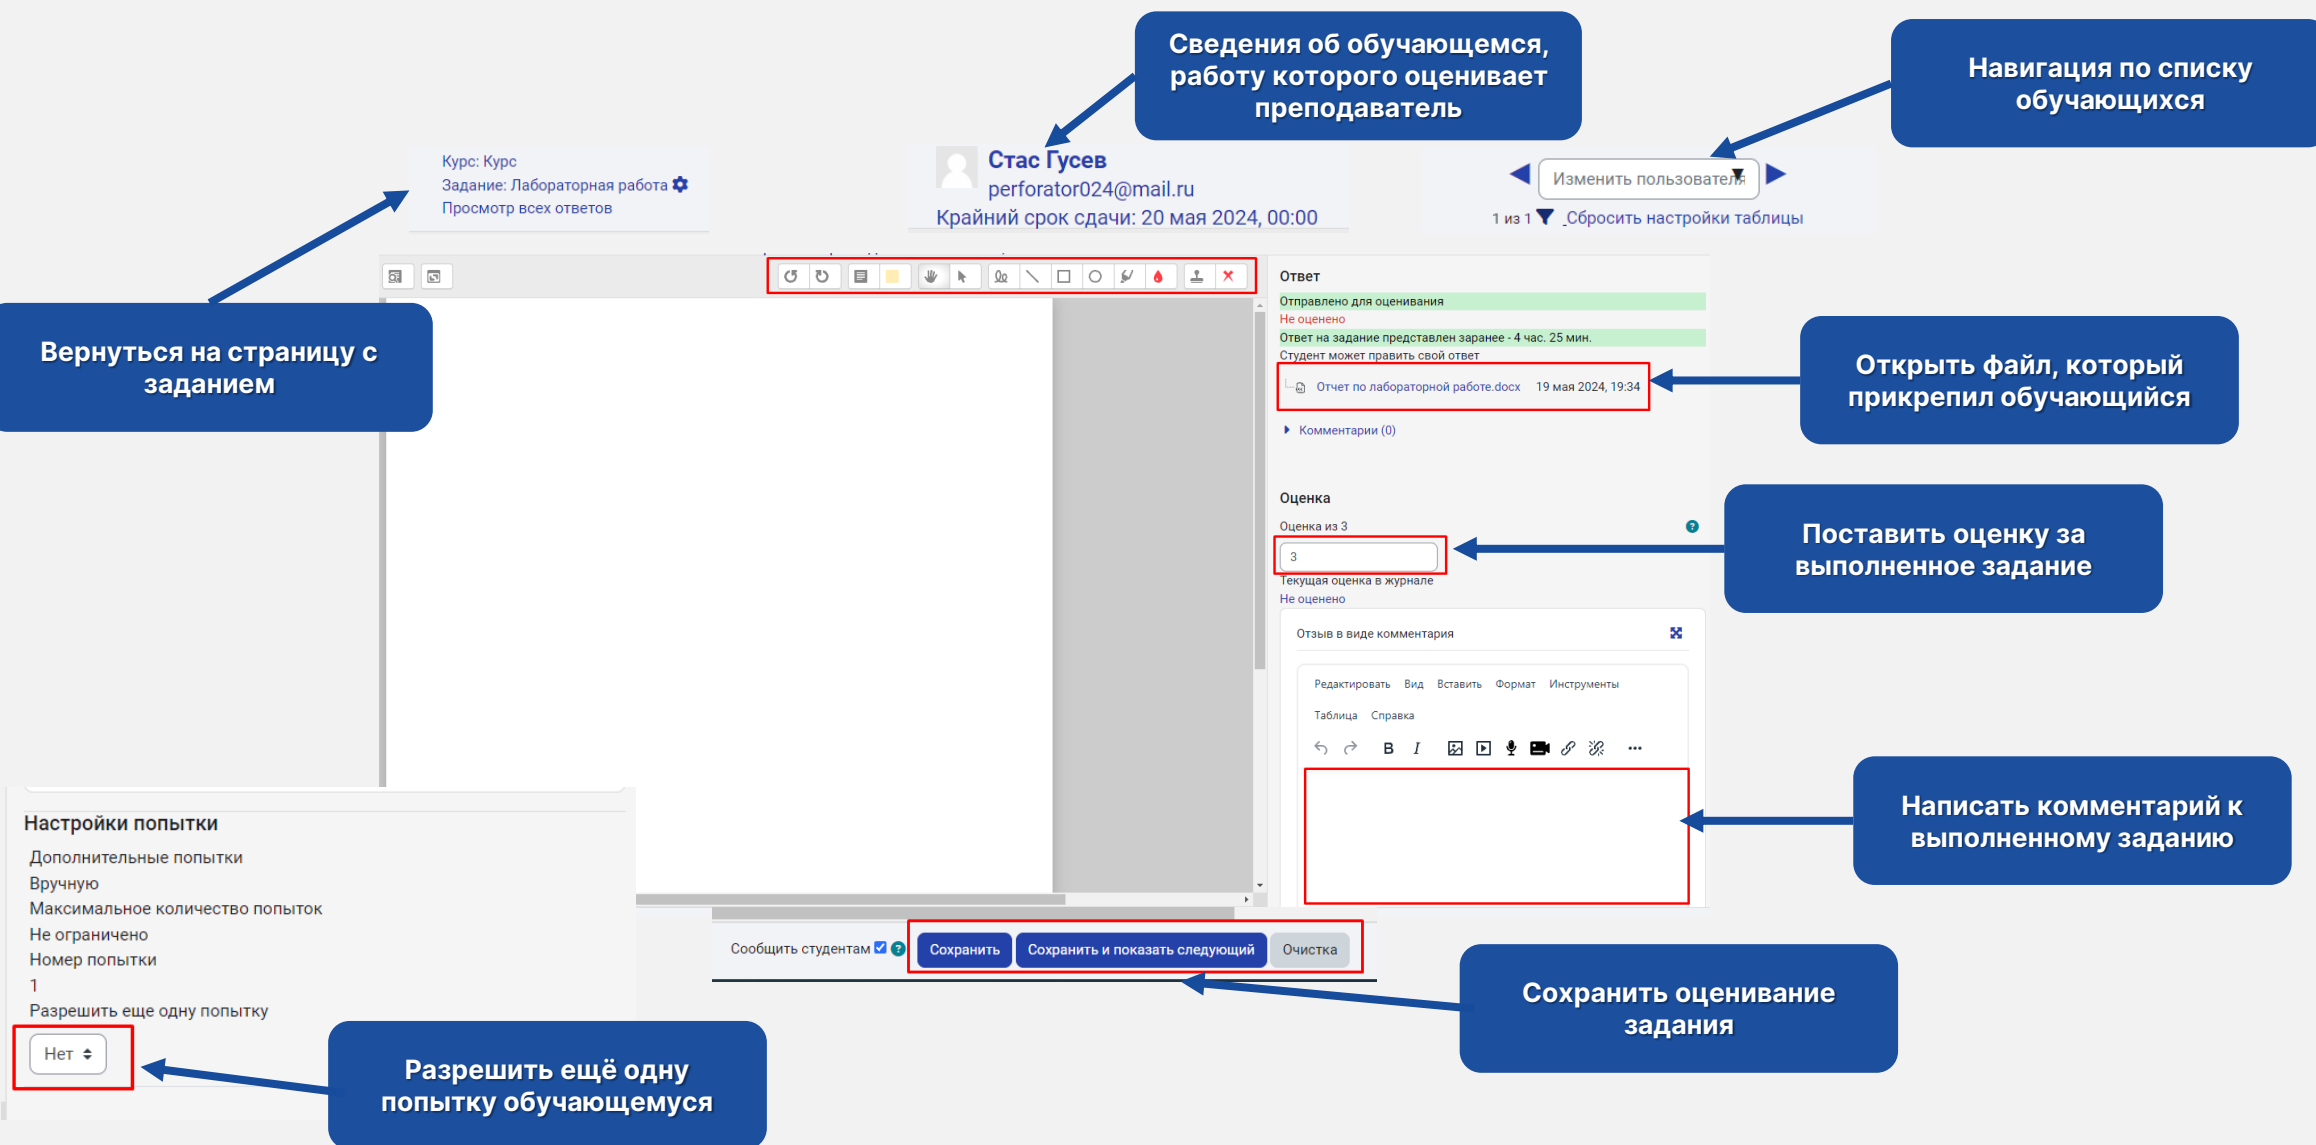 Сведения об обучающемся,
работу которого оценивает
преподаватель
Навигация по списку
обучающихся
Курс: Курс
Задание: Лабораторная работа
Просмотр всех ответов
Стас Гусев
perforator024@mail.ru
Крайний срок сдачи: 20 мая 2024, 00:00
Изменить пользователя
1 из 1 Сбросить настройки таблицы
Вернуться на страницу с
заданием
Ответ
Отправлено для оценивания
Не оценено
Ответ на задание представлен заранее - 4 час. 25 мин.
Студент может править свой ответ
Отчет по лабораторной работе.docx 19 мая 2024, 19:34
Комментарии (0)
Открыть файл, который
прикрепил обучающийся
Оценка
Оценка из 3
3
Текущая оценка в журнале
Не оценено
Поставить оценку за
выполненное задание
Отзыв в виде комментария
Редактировать Вид Вставить Формат Инструменты
Таблица Справка
B I
Написать комментарий к
выполненному заданию
Настройки попытки
Дополнительные попытки
Вручную
Максимальное количество попыток
Не ограничено
Номер попытки
1
Разрешить еще одну попытку
Нет
Разрешить ещё одну
попытку обучающемуся
Сообщить студентам ? Сохранить Сохранить и показать следующий Очистка
Сохранить оценивание
задания